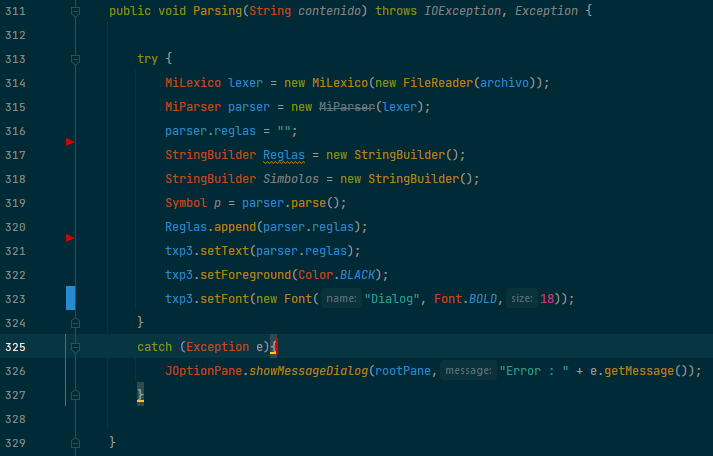 311 public void Parsing(String contenido) throws IOException, Exception {
312
313 try {
314 MiLexico lexer = new MiLexico(new FileReader(archivo));
315 MiParser parser = new MiParser(lexer);
316 parser.reglas = "";
317 StringBuilder Reglas = new StringBuilder();
318 StringBuilder Simbolos = new StringBuilder();
319 Symbol p = parser.parse();
320 Reglas.append(parser.reglas);
321 txp3.setText(parser.reglas);
322 txp3.setForeground(Color.BLACK);
323 txp3.setFont(new Font( name: "Dialog", Font.BOLD, size: 18));
324 }
325 catch (Exception e){
326 JOptionPane.showMessageDialog(rootPane, message: "Error : " + e.getMessage());
327 }
328
329 }